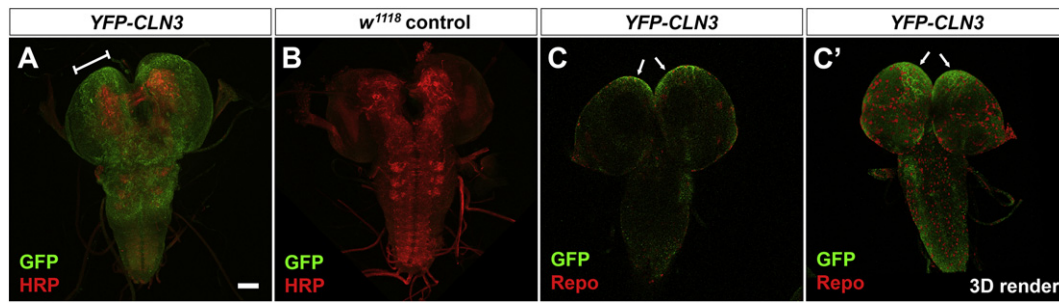 YFP-CLN3
w1118 control
YFP-CLN3
YFP-CLN3
A
B
C
C'
GFP
HRP
GFP
HRP
GFP
Repo
GFP
Repo
3D render